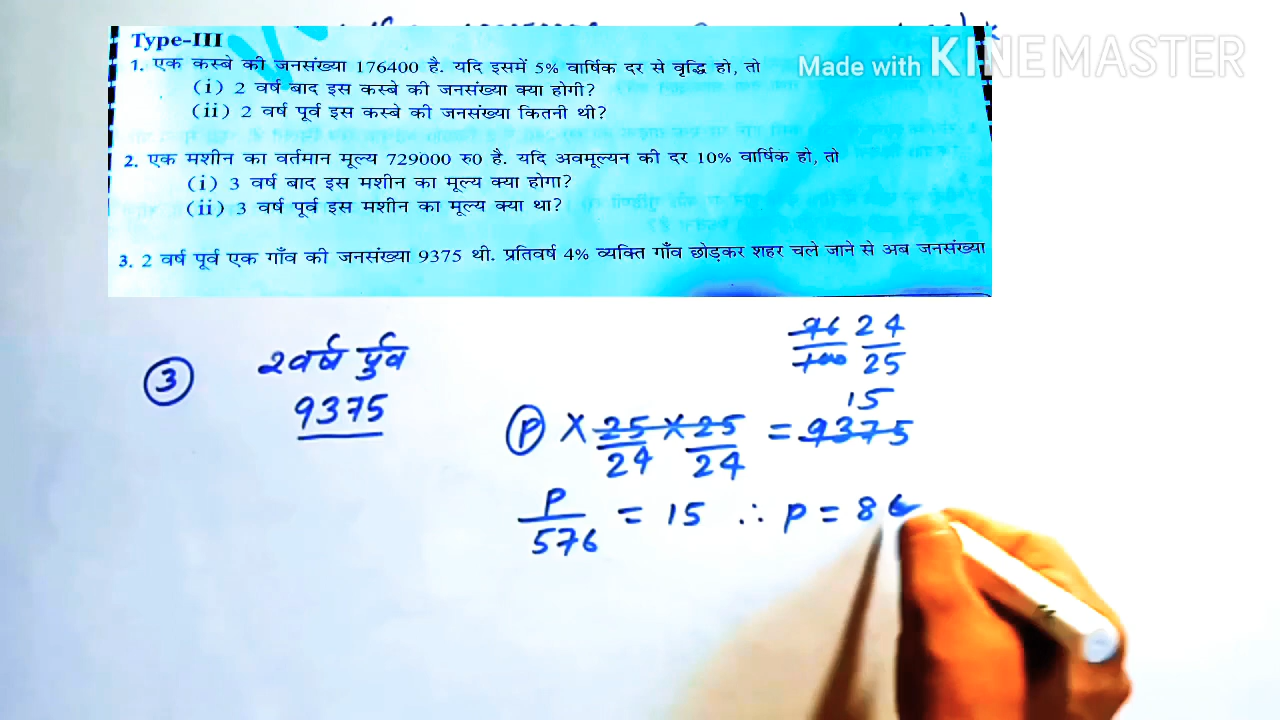 Made with KINEMASTER
Type-III
1. एक कस्बे की जनसंख्या 176400 है. यदि इसमें 5% वार्षिक दर से वृद्धि हो, तो
(i) 2 वर्ष बाद इस कस्बे की जनसंख्या क्या होगी?
(ii) 2 वर्ष पूर्व इस कस्बे की जनसंख्या कितनी थी?
2. एक मशीन का वर्तमान मूल्य 729000 रु0 है. यदि अवमूल्यन की दर 10% वार्षिक हो, तो
(i) 3 वर्ष बाद इस मशीन का मूल्य क्या होगा?
(ii) 3 वर्ष पूर्व इस मशीन का मूल्य क्या था?
3. 2 वर्ष पूर्व एक गाँव की जनसंख्या 9375 थी. प्रतिवर्ष 4% व्यक्ति गाँव छोड़कर शहर चले जाने से अब जनसंख्या
3 2वर्ष पुर्व
9375
96/100 24/25
15
P × 25/24 × 25/24 = 9375
P/576 = 15 ∴ P = 86